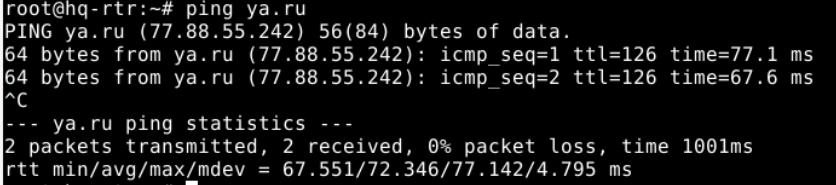 root@hq-rtr:~# ping ya.ru
PING ya.ru (77.88.55.242) 56(84) bytes of data.
64 bytes from ya.ru (77.88.55.242): icmp_seq=1 ttl=126 time=77.1 ms
64 bytes from ya.ru (77.88.55.242): icmp_seq=2 ttl=126 time=67.6 ms
^C
--- ya.ru ping statistics ---
2 packets transmitted, 2 received, 0% packet loss, time 1001ms
rtt min/avg/max/mdev = 67.551/72.346/77.142/4.795 ms